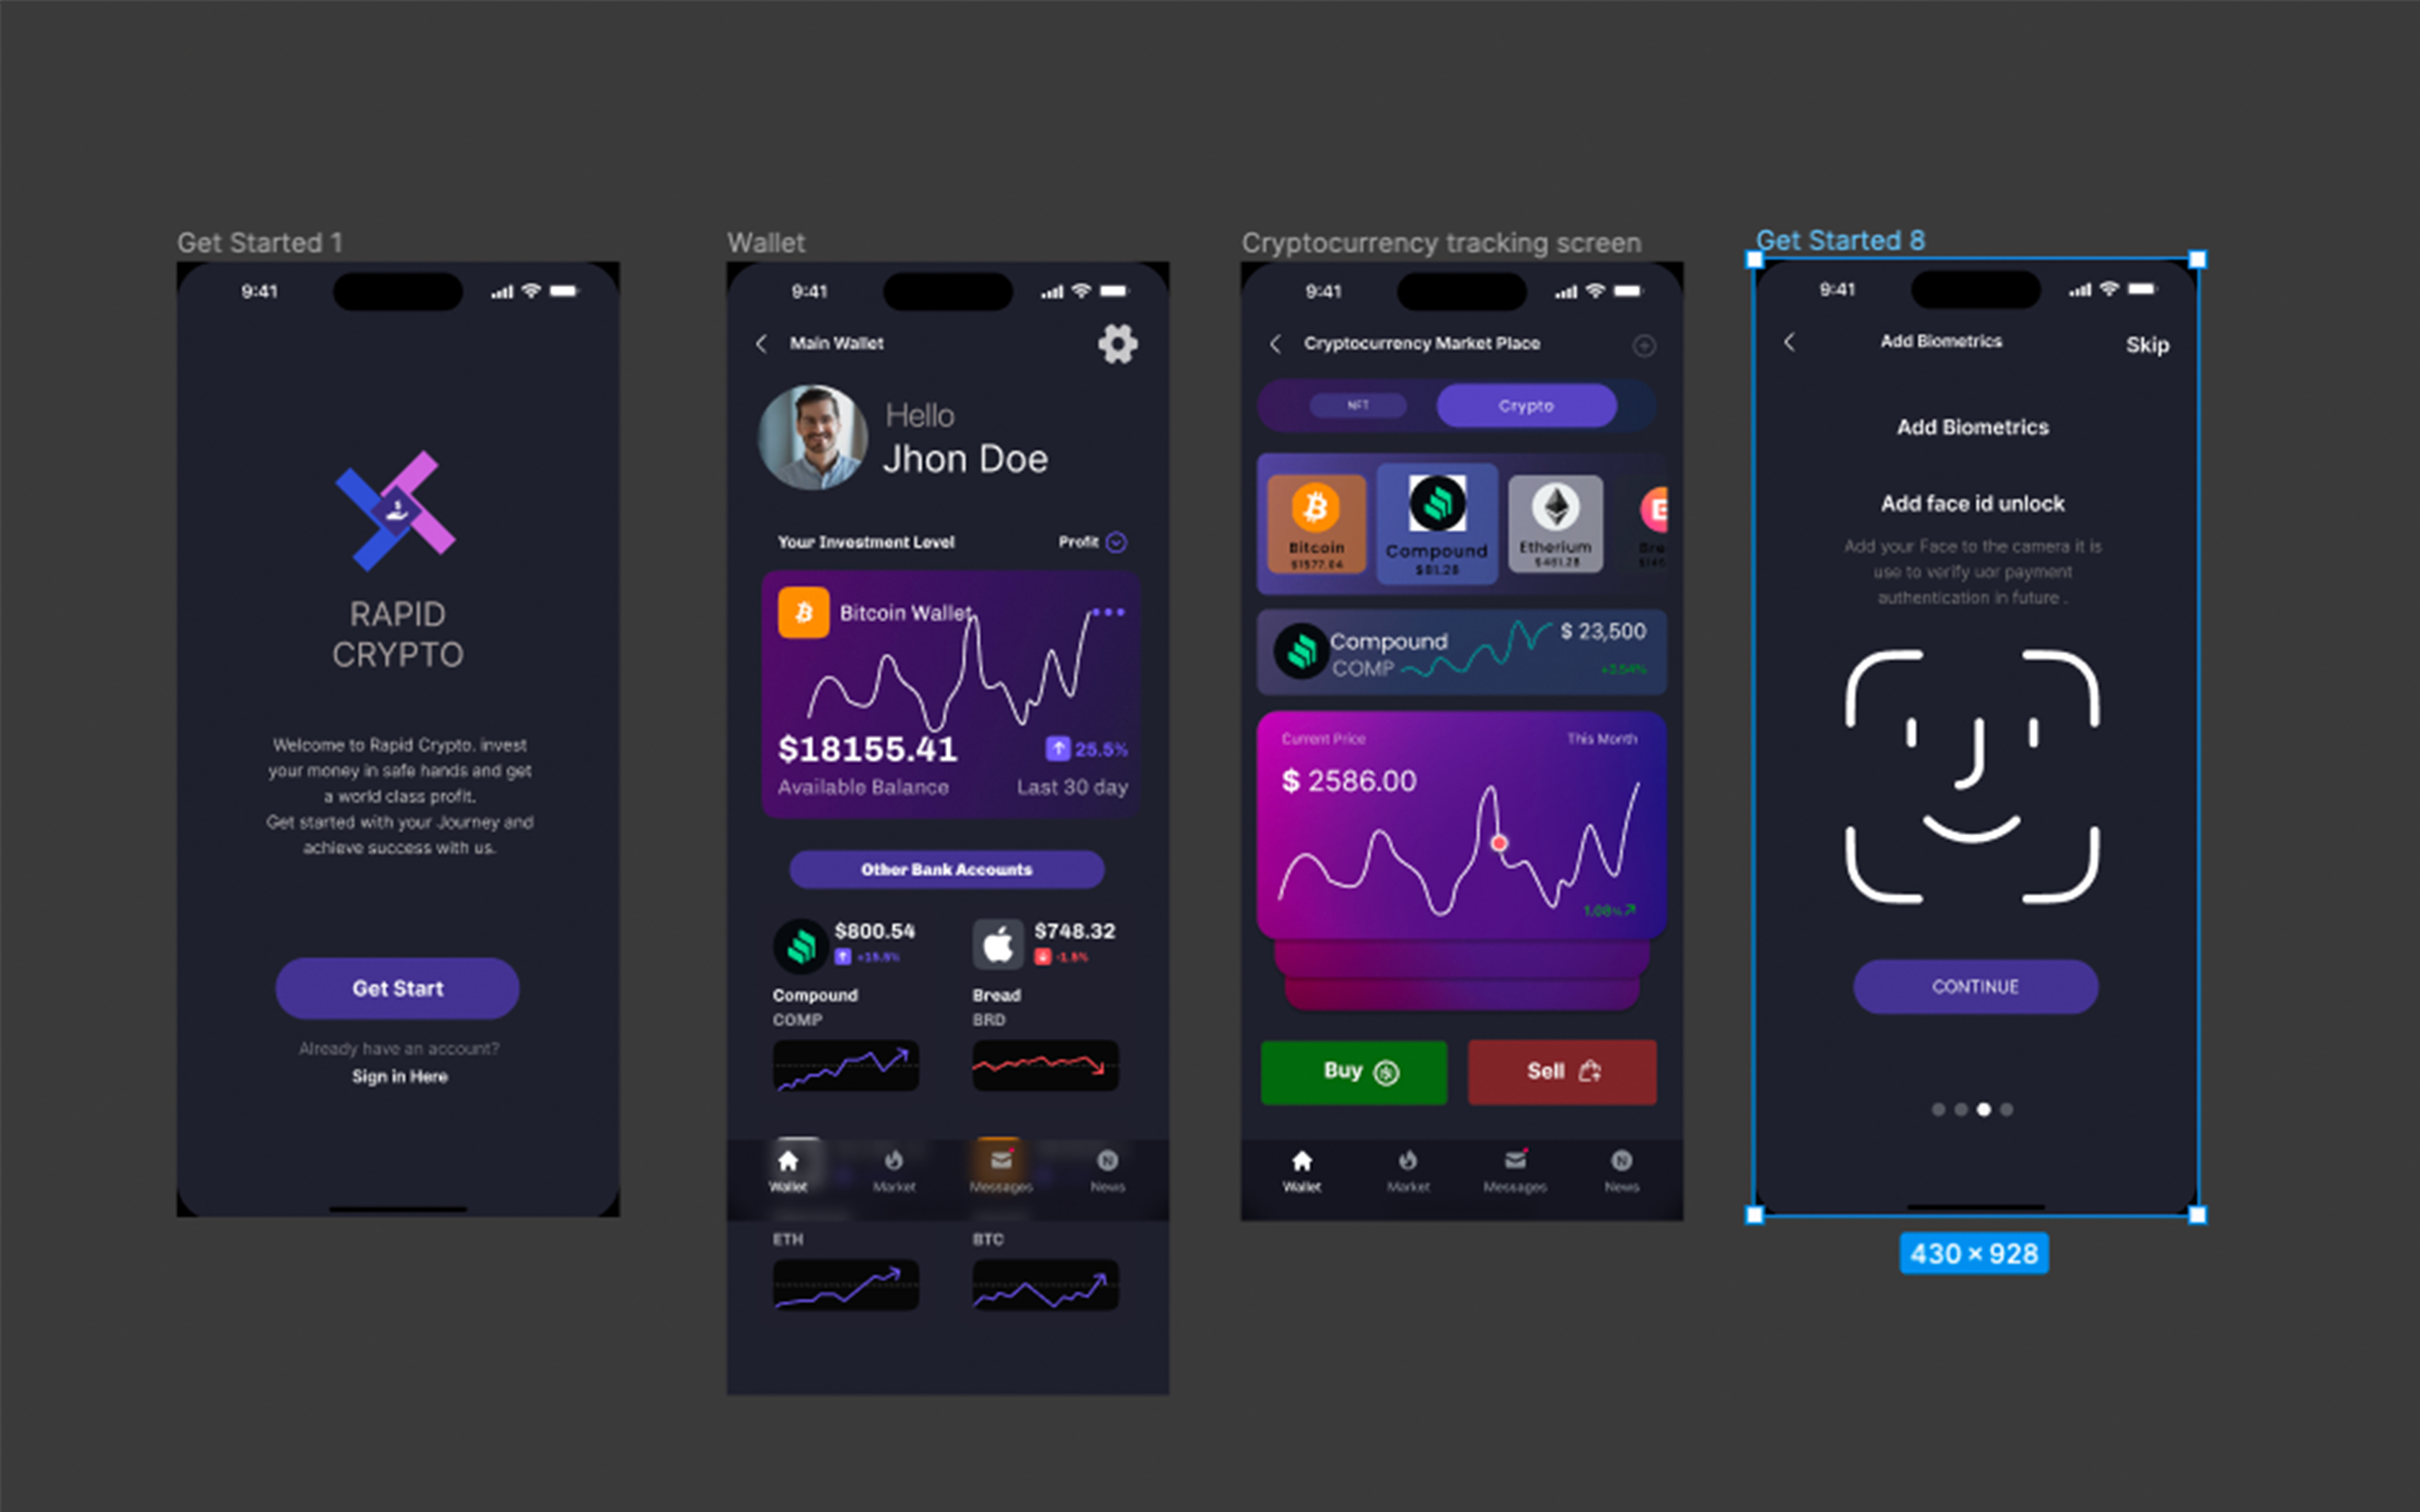 Get Started 1
9:41
RAPID
CRYPTO
Welcome to Rapid Crypto. invest
your money in safe hands and get
a world class profit.
Get started with your Journey and
achieve success with us.
Get Start
Already have an account?
Sign in Here
Wallet
9:41
Main Wallet
Hello
Jhon Doe
Your Investment Level
Profit
Bitcoin Wallet
$18155.41
25.5%
Available Balance
Last 30 day
Other Bank Accounts
$800.54
+15.5%
$748.32
-1.5%
Compound
COMP
Bread
BRD
Wallet
Market
Messages
News
ETH
BTC
Cryptocurrency tracking screen
9:41
Cryptocurrency Market Place
NFT
Crypto
Bitcoin
$1577.64
Compound
$81.28
Etherium
$461.28
Bre
Compound
COMP
$ 23,500
Current Price
This Month
$ 2586.00
1.08%
Buy
Sell
Wallet
Market
Messages
News
Get Started 8
9:41
Add Biometrics
Skip
Add Biometrics
Add face id unlock
Add your Face to the camera it is
use to verify uor payment
authentication in future .
CONTINUE
430 × 928